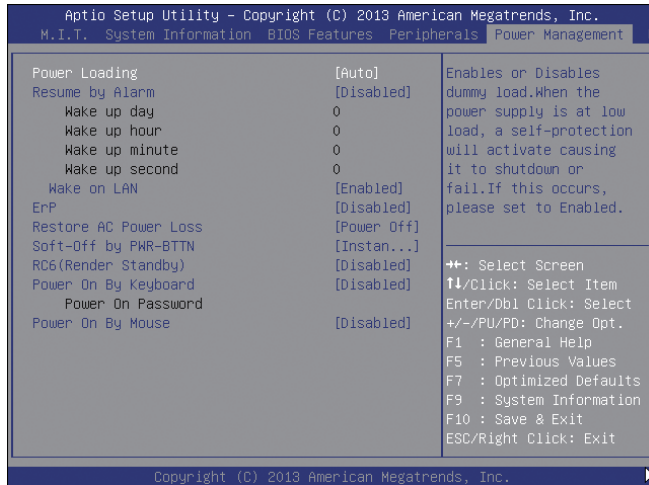 Aptio Setup Utility – Copyright (C) 2013 American Megatrends, Inc.
M.I.T. System Information BIOS Features Peripherals Power Management
Power Loading [Auto]
Resume by Alarm [Disabled]
Wake up day 0
Wake up hour 0
Wake up minute 0
Wake up second 0
Wake on LAN [Enabled]
ErP [Disabled]
Restore AC Power Loss [Power Off]
Soft-Off by PWR-BTTN [Instan...]
RC6(Render Standby) [Disabled]
Power On By Keyboard [Disabled]
Power On Password
Power On By Mouse [Disabled]
Enables or Disables
dummy load.When the
power supply is at low
load, a self-protection
will activate causing
it to shutdown or
fail.If this occurs,
please set to Enabled.
→←: Select Screen
↑↓/Click: Select Item
Enter/Dbl Click: Select
+/-/PU/PD: Change Opt.
F1 : General Help
F5 : Previous Values
F7 : Optimized Defaults
F9 : System Information
F10 : Save & Exit
ESC/Right Click: Exit
Copyright (C) 2013 American Megatrends, Inc.